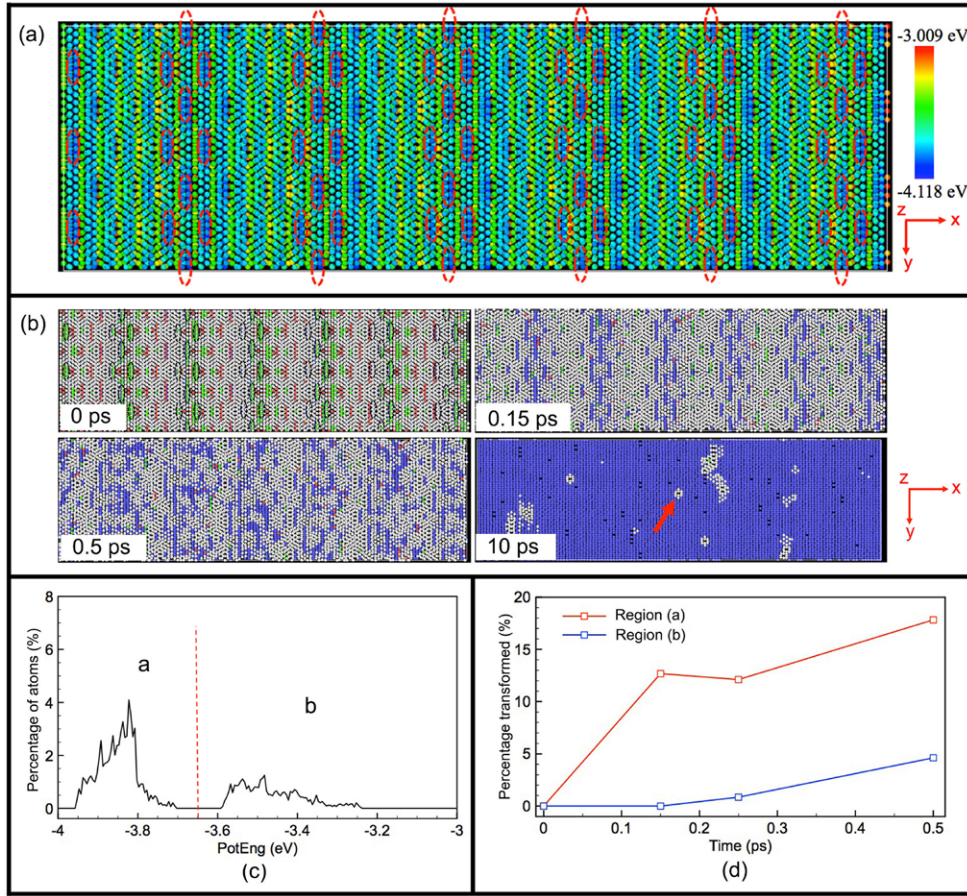 (a)
-3.009 eV
-4.118 eV
z
x
y
(b)
0 ps
0.15 ps
0.5 ps
10 ps
z
x
y
8
6
4
2
0
Percentage of atoms (%)
a
b
-4
-3.8
-3.6
-3.4
-3.2
-3
PotEng (eV)
(c)
20
15
10
5
0
Percentage transformed (%)
Region (a)
Region (b)
0
0.1
0.2
0.3
0.4
0.5
Time (ps)
(d)